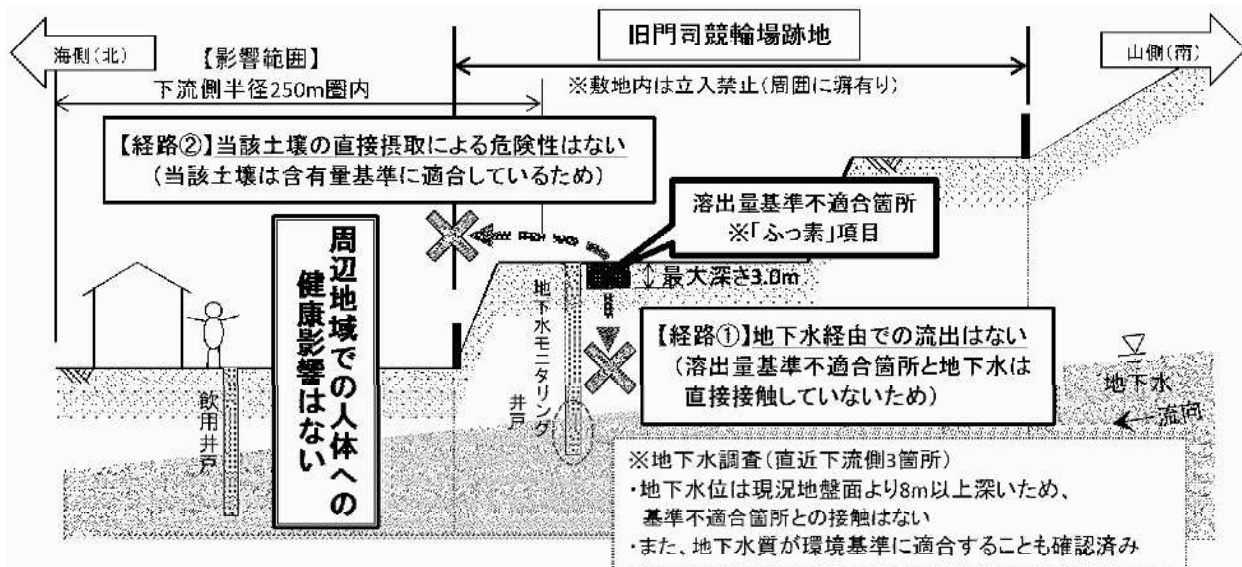 旧門司競輪場跡地
海側(北)
山側(南)
【影響範囲】
下流側半径250m圏内
※敷地内は立入禁止(周囲に塀有り)
【経路②】当該土壌の直接摂取による危険性はない
(当該土壌は含有量基準に適合しているため)
溶出量基準不適合箇所
※「ふっ素」項目
最大深さ3.0m
周辺地域での人体への
健康影響はない
地下水モニタリング
井戸
飲用井戸
【経路①】地下水経由での流出はない
(溶出量基準不適合箇所と地下水は
直接接触していないため)
地下水
流向
※地下水調査(直近下流側3箇所)
・地下水位は現況地盤面より8m以上深いため、
基準不適合箇所との接触はない
・また、地下水質が環境基準に適合することも確認済み